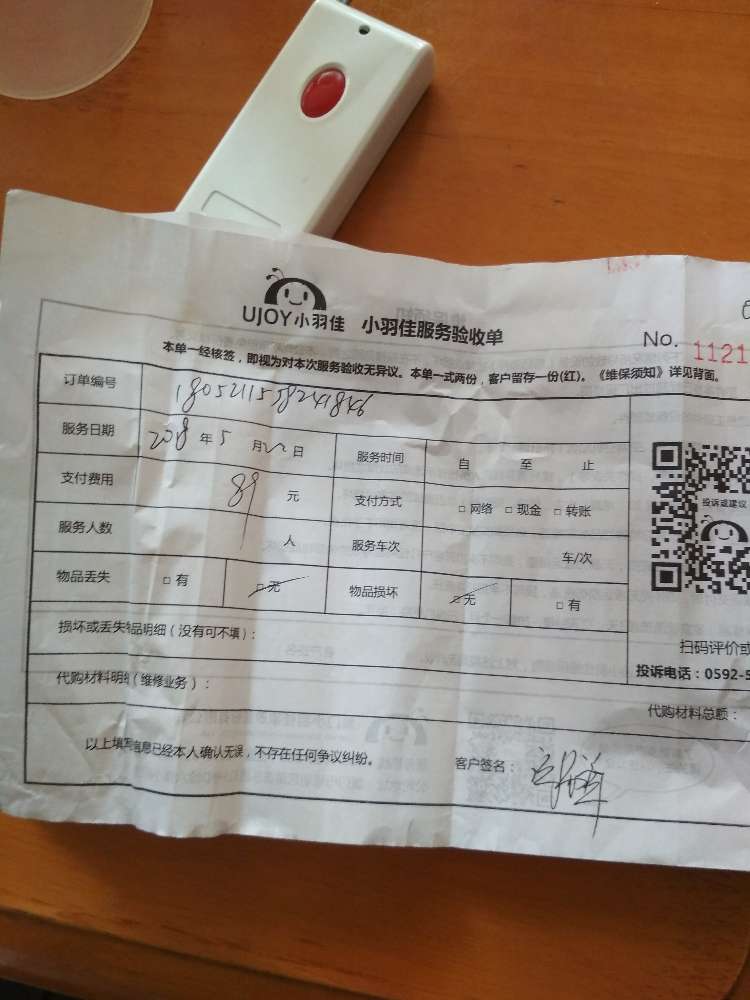 UJOY小羽佳 小羽佳服务验收单
No. 1121
本单一经核签，即视为对本次服务验收无异议。本单一式两份，客户留存一份(红)。《维保须知》详见背面。
订单编号
服务日期 2018 年 5 月 22 日 服务时间 自 至 止
支付费用 89 元 支付方式 □ 网络 □ 现金 □ 转账
服务人数 人 服务车次 车/次
投诉或建议
物品丢失 □ 有 □ 无 物品损坏 □ 无 □ 有
损坏或丢失物品明细（没有可不填）：
扫码评价或
投诉电话：0592-5
代购材料明细（维修业务）：
代购材料总额：
以上填写信息已经本人确认无误，不存在任何争议纠纷。 客户签名：